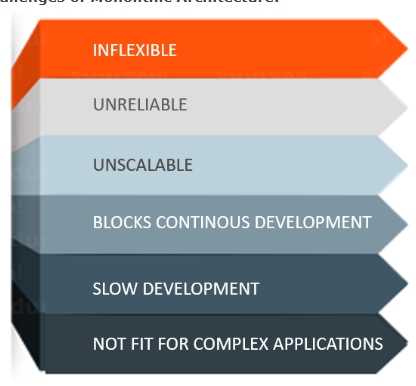 allenges of Monolithic Architecture:
INFLEXIBLE
UNRELIABLE
UNSCALABLE
BLOCKS CONTINOUS DEVELOPMENT
SLOW DEVELOPMENT
NOT FIT FOR COMPLEX APPLICATIONS